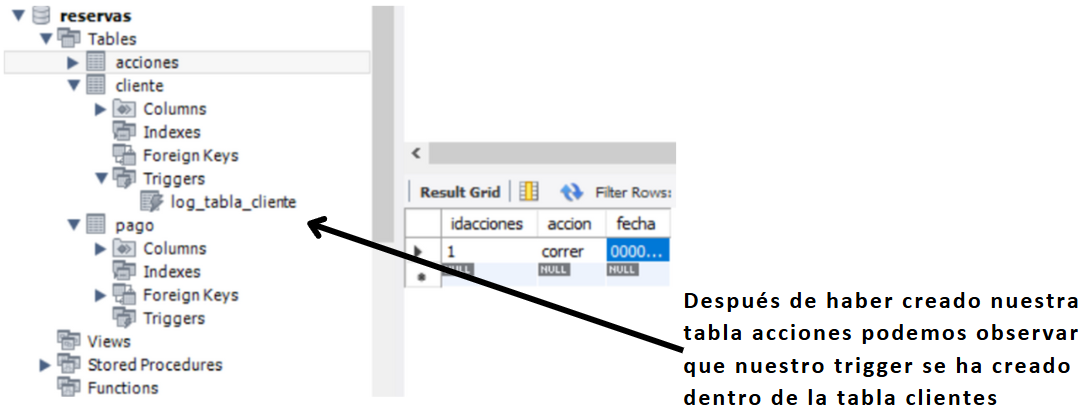 reservas
Tables
acciones
cliente
Columns
Indexes
Foreign Keys
Triggers
log_tabla_cliente
pago
Columns
Indexes
Foreign Keys
Triggers
Views
Stored Procedures
Functions
Result Grid Filter Rows:
idacciones accion fecha
1 correr 0000...
NULL NULL NULL
Después de haber creado nuestra
tabla acciones podemos observar
que nuestro trigger se ha creado
dentro de la tabla clientes